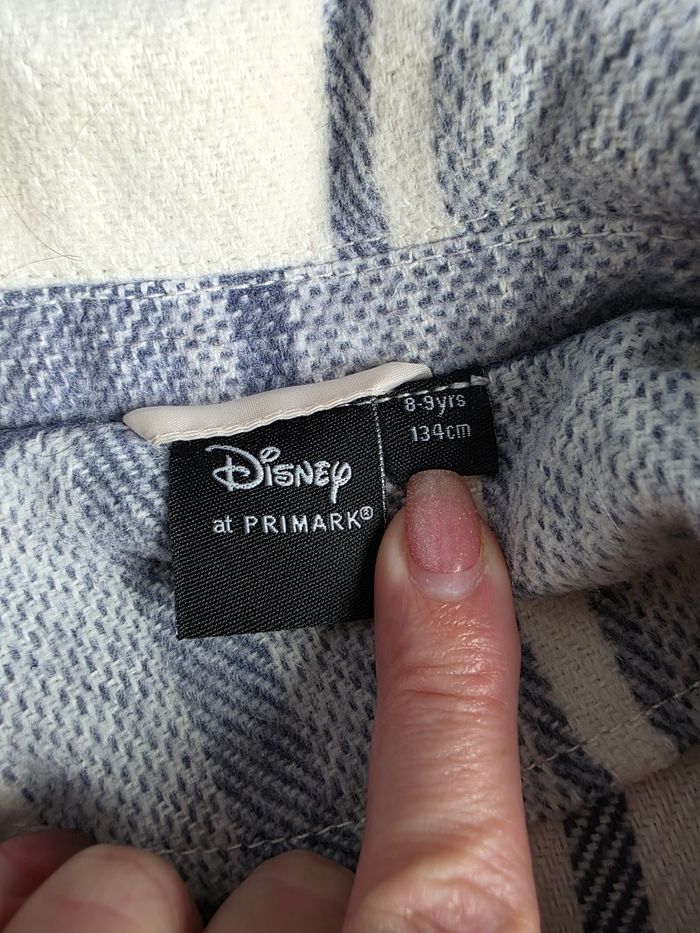 Disney
at PRIMARK®
8-9yrs
134cm